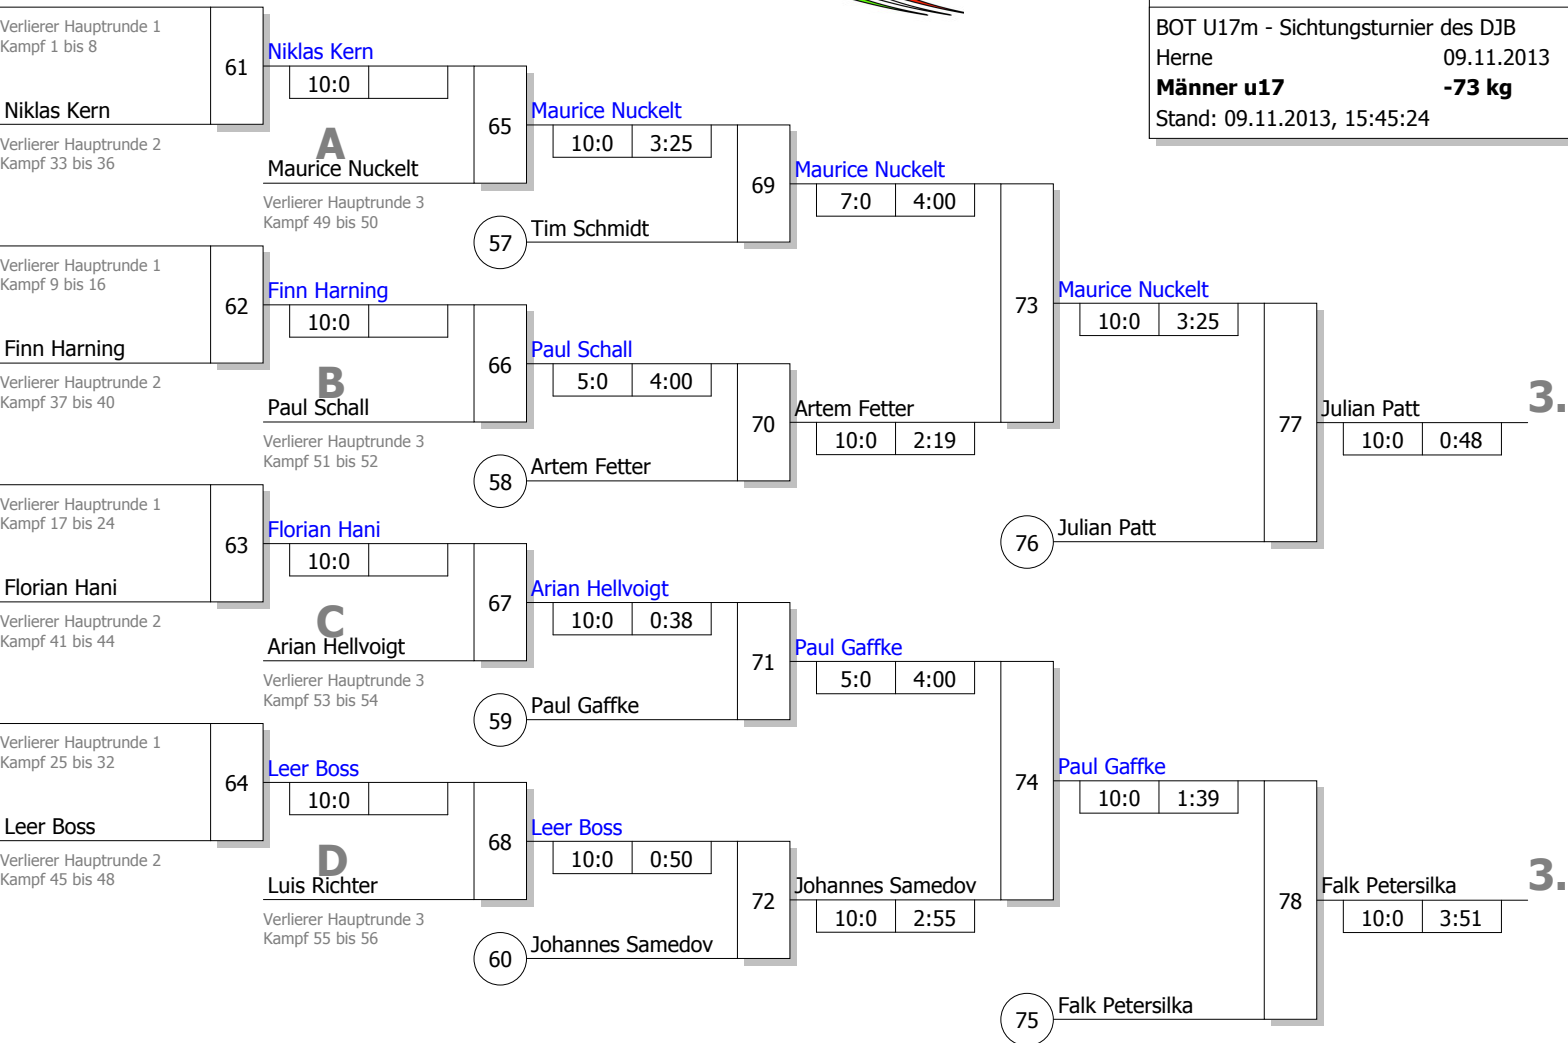 BOT U17m - Sichtungsturnier des DJB
Herne 09.11.2013
Männer u17 -73 kg
Stand: 09.11.2013, 15:45:24
Verlierer Hauptrunde 1
Kampf 1 bis 8
61
Niklas Kern
10:0
Niklas Kern
Verlierer Hauptrunde 2
Kampf 33 bis 36
A
Maurice Nuckelt
Verlierer Hauptrunde 3
Kampf 49 bis 50
65
Maurice Nuckelt
10:0 3:25
57
Tim Schmidt
69
Maurice Nuckelt
7:0 4:00
Verlierer Hauptrunde 1
Kampf 9 bis 16
62
Finn Harning
10:0
Finn Harning
Verlierer Hauptrunde 2
Kampf 37 bis 40
B
Paul Schall
Verlierer Hauptrunde 3
Kampf 51 bis 52
66
Paul Schall
5:0 4:00
58
Artem Fetter
70
Artem Fetter
10:0 2:19
73
Maurice Nuckelt
10:0 3:25
76
Julian Patt
77
Julian Patt
10:0 0:48
3.
Verlierer Hauptrunde 1
Kampf 17 bis 24
63
Florian Hani
10:0
Florian Hani
Verlierer Hauptrunde 2
Kampf 41 bis 44
C
Arian Hellvoigt
Verlierer Hauptrunde 3
Kampf 53 bis 54
67
Arian Hellvoigt
10:0 0:38
59
Paul Gaffke
71
Paul Gaffke
5:0 4:00
Verlierer Hauptrunde 1
Kampf 25 bis 32
64
Leer Boss
10:0
Leer Boss
Verlierer Hauptrunde 2
Kampf 45 bis 48
D
Luis Richter
Verlierer Hauptrunde 3
Kampf 55 bis 56
68
Leer Boss
10:0 0:50
60
Johannes Samedov
72
Johannes Samedov
10:0 2:55
74
Paul Gaffke
10:0 1:39
75
Falk Petersilka
78
Falk Petersilka
10:0 3:51
3.